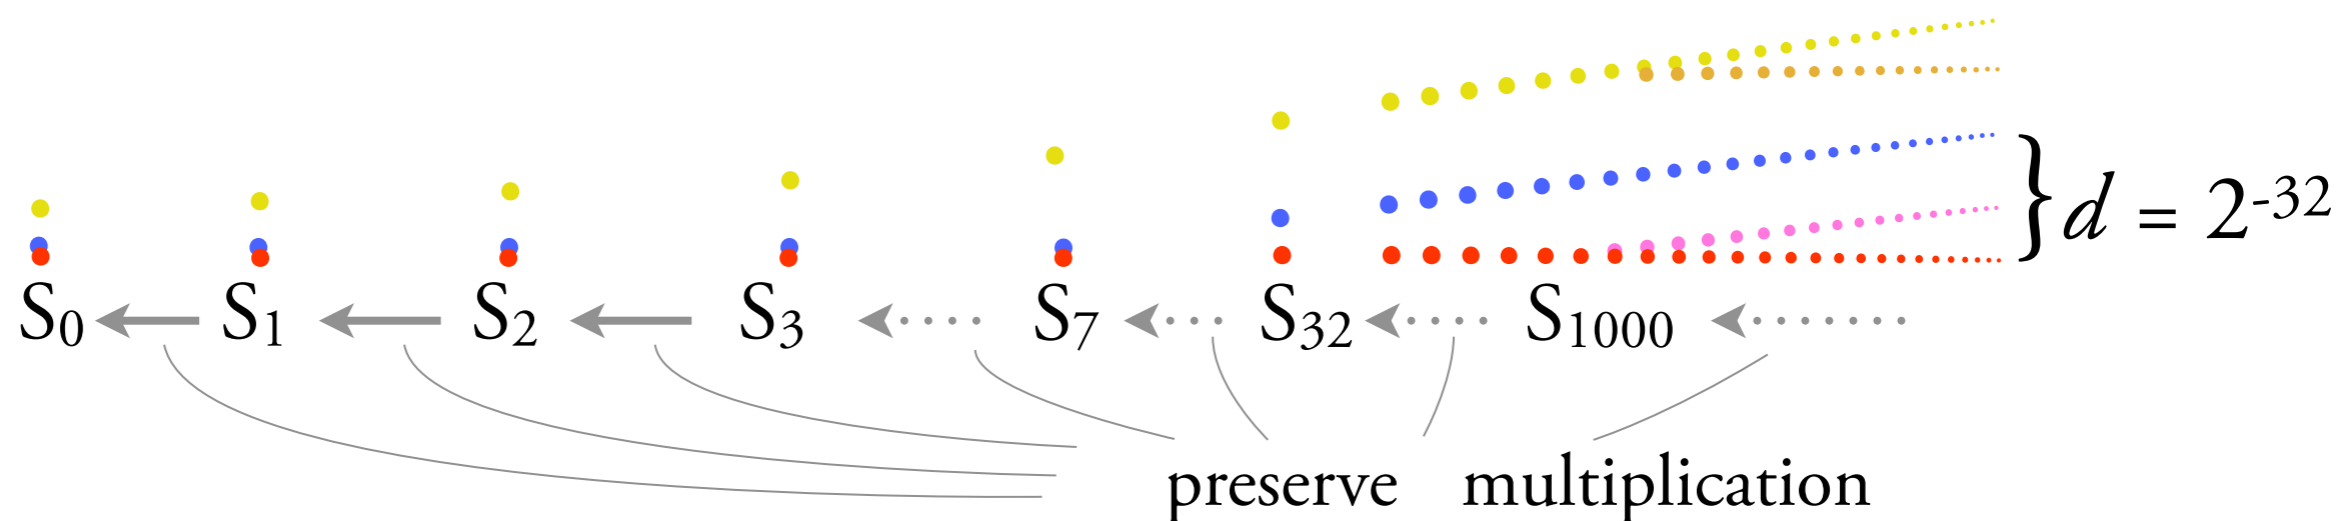 d = 2⁻³²
S₀ S₁ S₂ S₃ S₇ S₃₂ S₁₀₀₀
preserve multiplication